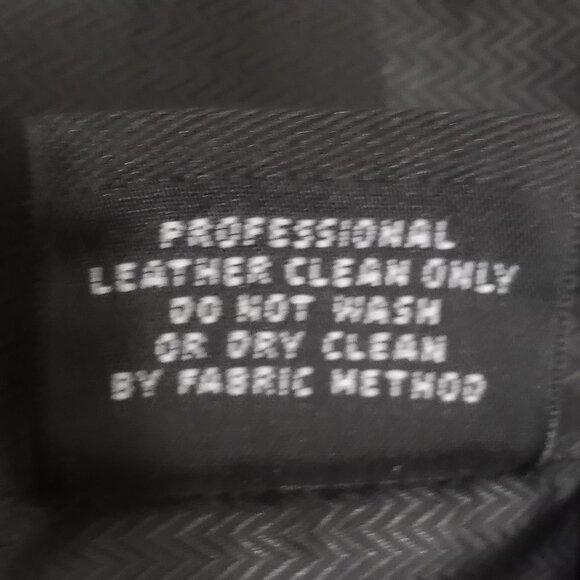 PROFESSIONAL
LEATHER CLEAN ONLY
DO NOT WASH
OR DRY CLEAN
BY FABRIC METHOD